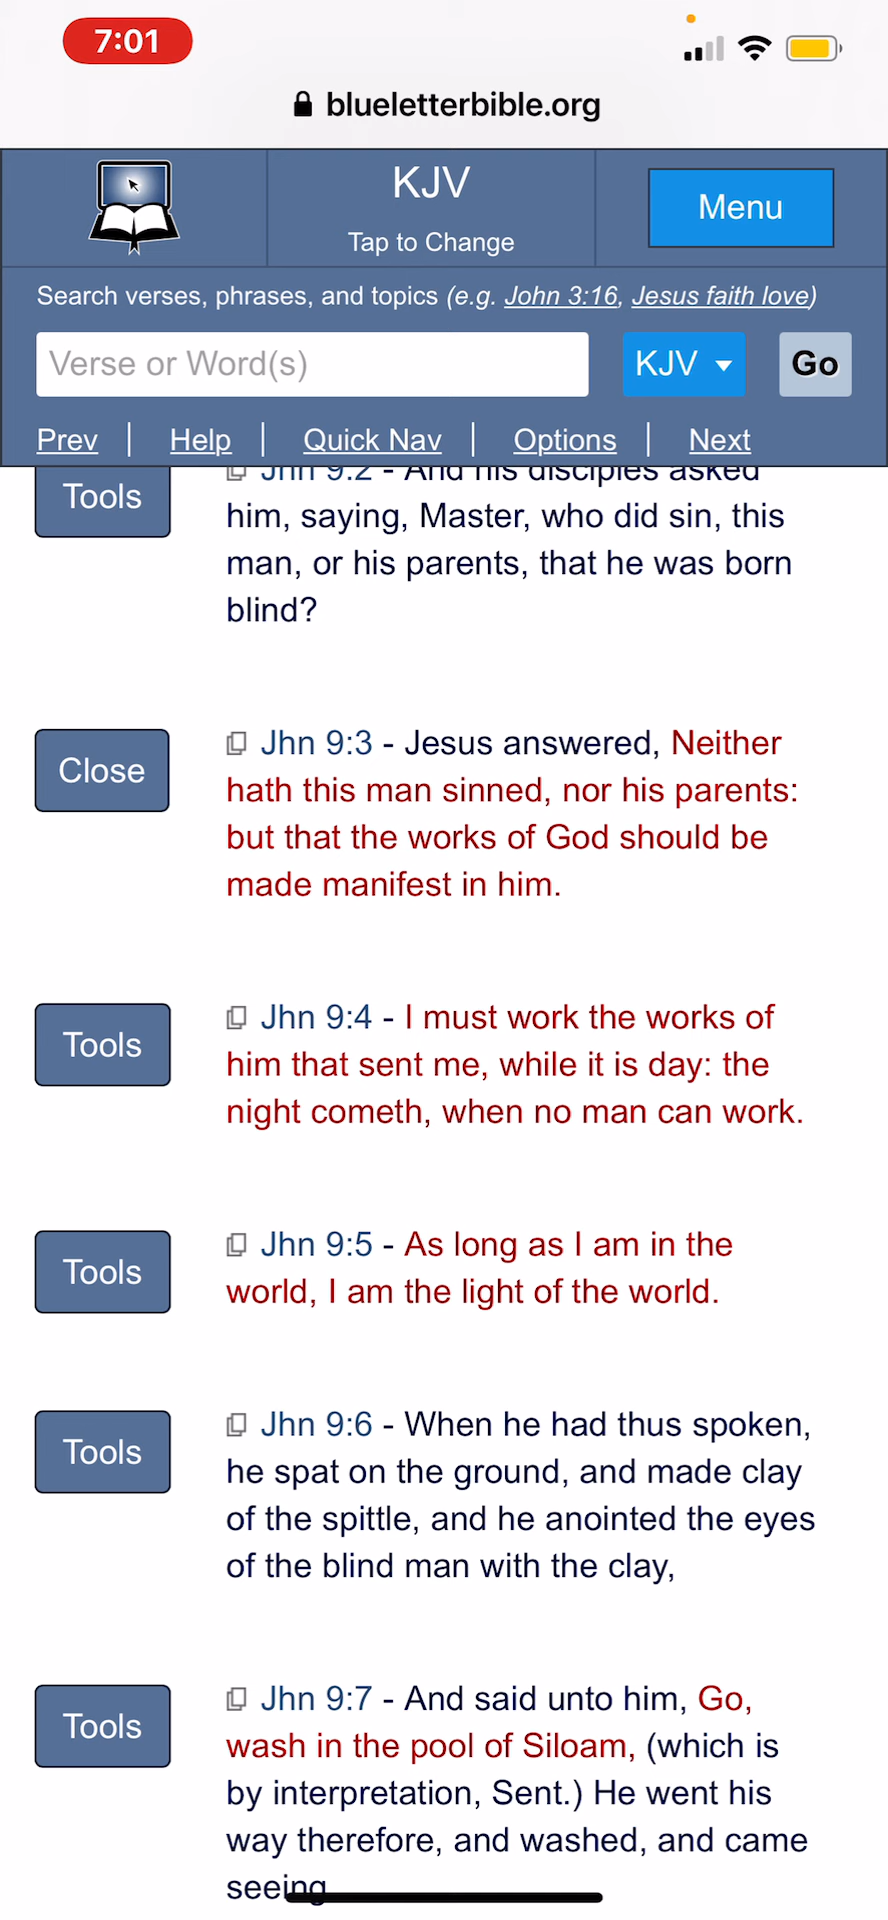 7:01
blueletterbible.org
KJV
Tap to Change
Menu
Search verses, phrases, and topics (e.g. John 3:16, Jesus faith love)
Verse or Word(s)
KJV
Go
Prev | Help | Quick Nav | Options | Next
Tools
Jhn 9:2 - And his disciples asked
him, saying, Master, who did sin, this
man, or his parents, that he was born
blind?
Close
Jhn 9:3 - Jesus answered, Neither
hath this man sinned, nor his parents:
but that the works of God should be
made manifest in him.
Tools
Jhn 9:4 - I must work the works of
him that sent me, while it is day: the
night cometh, when no man can work.
Tools
Jhn 9:5 - As long as I am in the
world, I am the light of the world.
Tools
Jhn 9:6 - When he had thus spoken,
he spat on the ground, and made clay
of the spittle, and he anointed the eyes
of the blind man with the clay,
Tools
Jhn 9:7 - And said unto him, Go,
wash in the pool of Siloam, (which is
by interpretation, Sent.) He went his
way therefore, and washed, and came
seeing